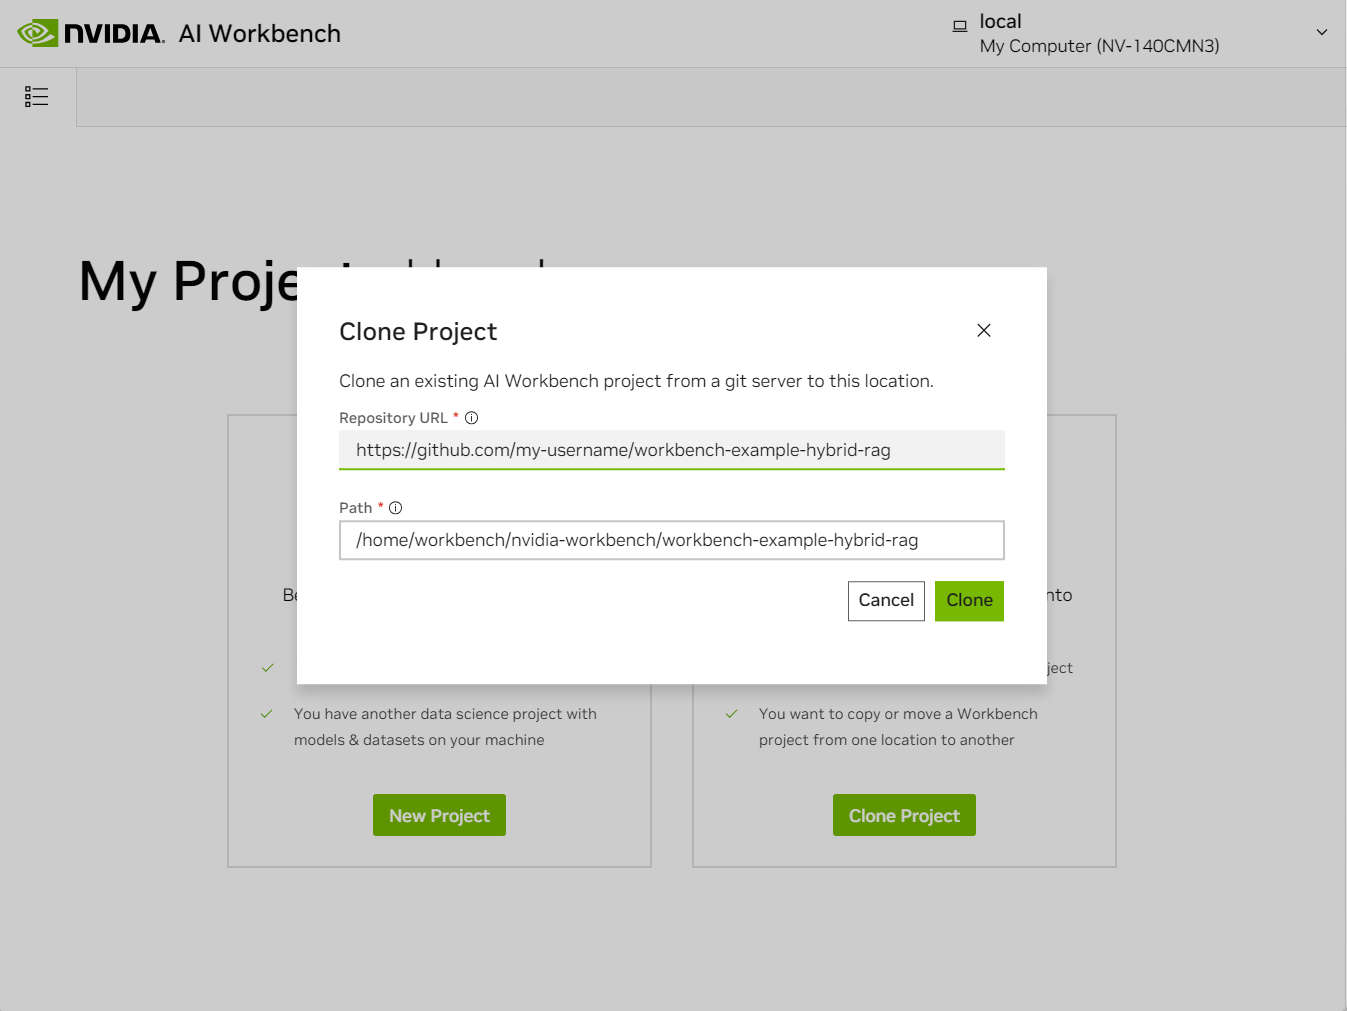 NVIDIA. AI Workbench
local
My Computer (NV-140CMN3)
My Proje
Clone Project
Clone an existing AI Workbench project from a git server to this location.
Repository URL *
https://github.com/my-username/workbench-example-hybrid-rag
Path *
/home/workbench/nvidia-workbench/workbench-example-hybrid-rag
Cancel
Clone
You have another data science project with
models & datasets on your machine
New Project
nto
ject
You want to copy or move a Workbench
project from one location to another
Clone Project